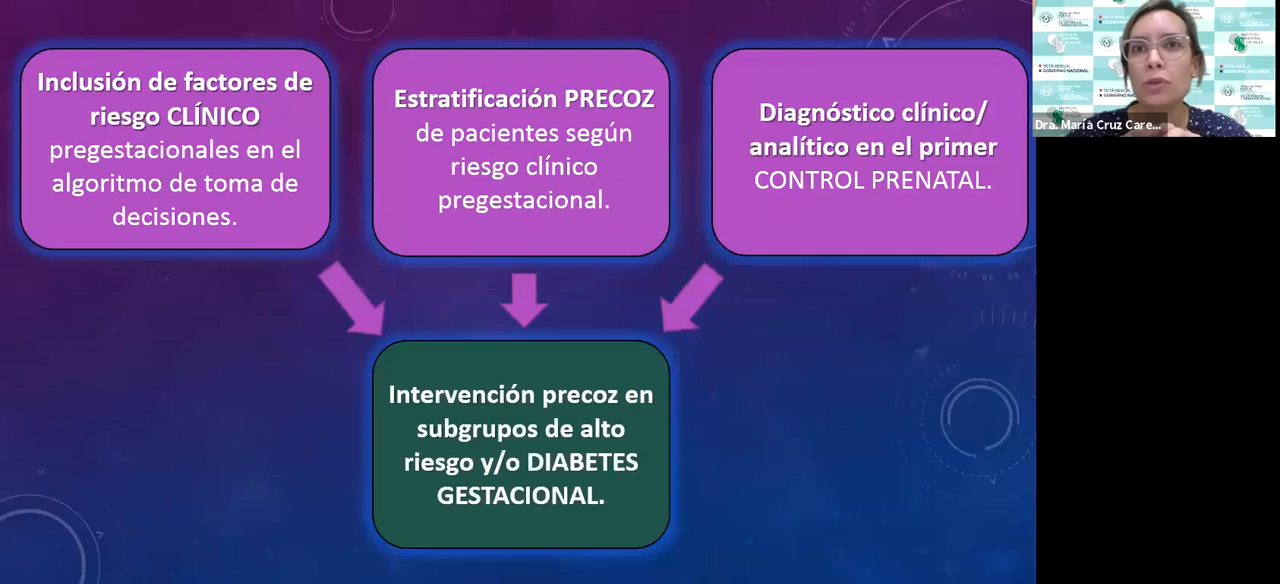 Inclusión de factores de
riesgo CLÍNICO
pregestacionales en el
algoritmo de toma de
decisiones.
Estratificación PRECOZ
de pacientes según
riesgo clínico
pregestacional.
Diagnóstico clínico/
analítico en el primer
CONTROL PRENATAL.
Intervención precoz en
subgrupos de alto
riesgo y/o DIABETES
GESTACIONAL.
Dra. María Cruz Care...
GOBIERNO NACIONAL